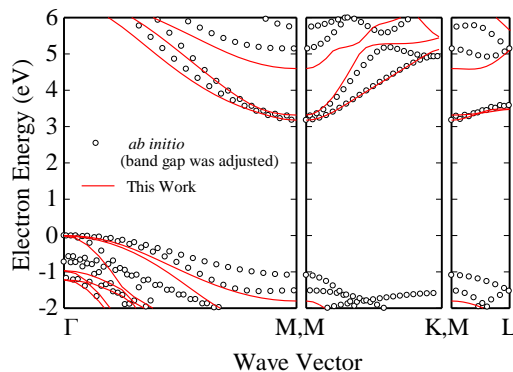 6
5
4
3
2
1
0
-1
-2
Electron Energy (eV)
ab initio
(band gap was adjusted)
This Work
Γ M,M K,M L
Wave Vector